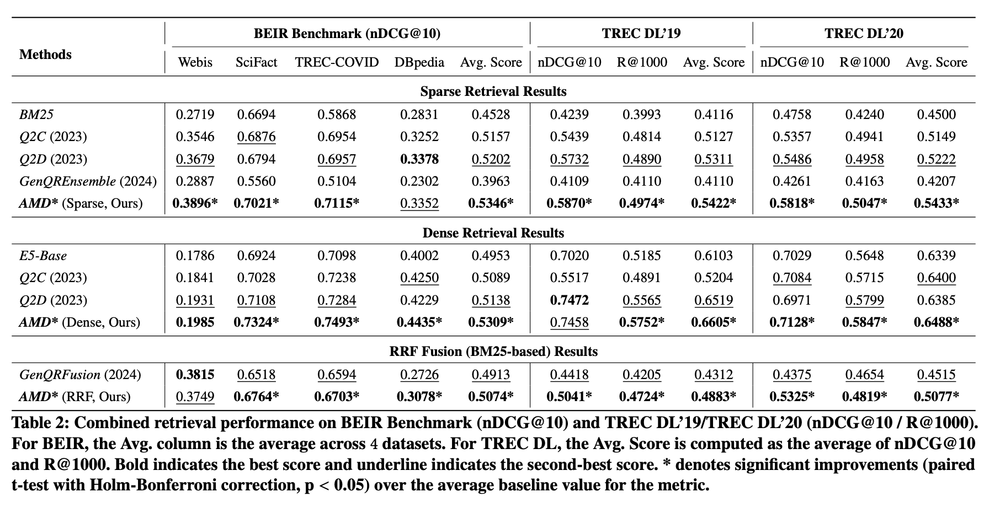 Methods BEIR Benchmark (nDCG@10) TREC DL’19 TREC DL’20
Webis SciFact TREC-COVID DBpedia Avg. Score nDCG@10 R@1000 Avg. Score nDCG@10 R@1000 Avg. Score
Sparse Retrieval Results
BM25 0.2719 0.6694 0.5868 0.2831 0.4528 0.4239 0.3993 0.4116 0.4758 0.4240 0.4500
Q2C (2023) 0.3546 0.6876 0.6954 0.3252 0.5157 0.5439 0.4814 0.5127 0.5357 0.4941 0.5149
Q2D (2023) 0.3679 0.6794 0.6957 0.3378 0.5202 0.5732 0.4890 0.5311 0.5486 0.4958 0.5222
GenQREnsemble (2024) 0.2887 0.5560 0.5104 0.2302 0.3963 0.4109 0.4110 0.4110 0.4261 0.4163 0.4207
AMD* (Sparse, Ours) 0.3896* 0.7021* 0.7115* 0.3352 0.5346* 0.5870* 0.4974* 0.5422* 0.5818* 0.5047* 0.5433*
Dense Retrieval Results
E5-Base 0.1786 0.6924 0.7098 0.4002 0.4953 0.7020 0.5185 0.6103 0.7029 0.5648 0.6339
Q2C (2023) 0.1841 0.7028 0.7238 0.4250 0.5089 0.5517 0.4891 0.5204 0.7084 0.5715 0.6400
Q2D (2023) 0.1931 0.7108 0.7284 0.4229 0.5138 0.7472 0.5565 0.6519 0.6971 0.5799 0.6385
AMD* (Dense, Ours) 0.1985 0.7324* 0.7493* 0.4435* 0.5309* 0.7458 0.5752* 0.6605* 0.7128* 0.5847* 0.6488*
RRF Fusion (BM25-based) Results
GenQRFusion (2024) 0.3815 0.6518 0.6594 0.2726 0.4913 0.4418 0.4205 0.4312 0.4375 0.4654 0.4515
AMD* (RRF, Ours) 0.3749 0.6764* 0.6703* 0.3078* 0.5074* 0.5041* 0.4724* 0.4883* 0.5325* 0.4819* 0.5077*
Table 2: Combined retrieval performance on BEIR Benchmark (nDCG@10) and TREC DL’19/TREC DL’20 (nDCG@10 / R@1000).
For BEIR, the Avg. column is the average across 4 datasets. For TREC DL, the Avg. Score is computed as the average of nDCG@10
and R@1000. Bold indicates the best score and underline indicates the second-best score. * denotes significant improvements (paired
t-test with Holm-Bonferroni correction, p < 0.05) over the average baseline value for the metric.